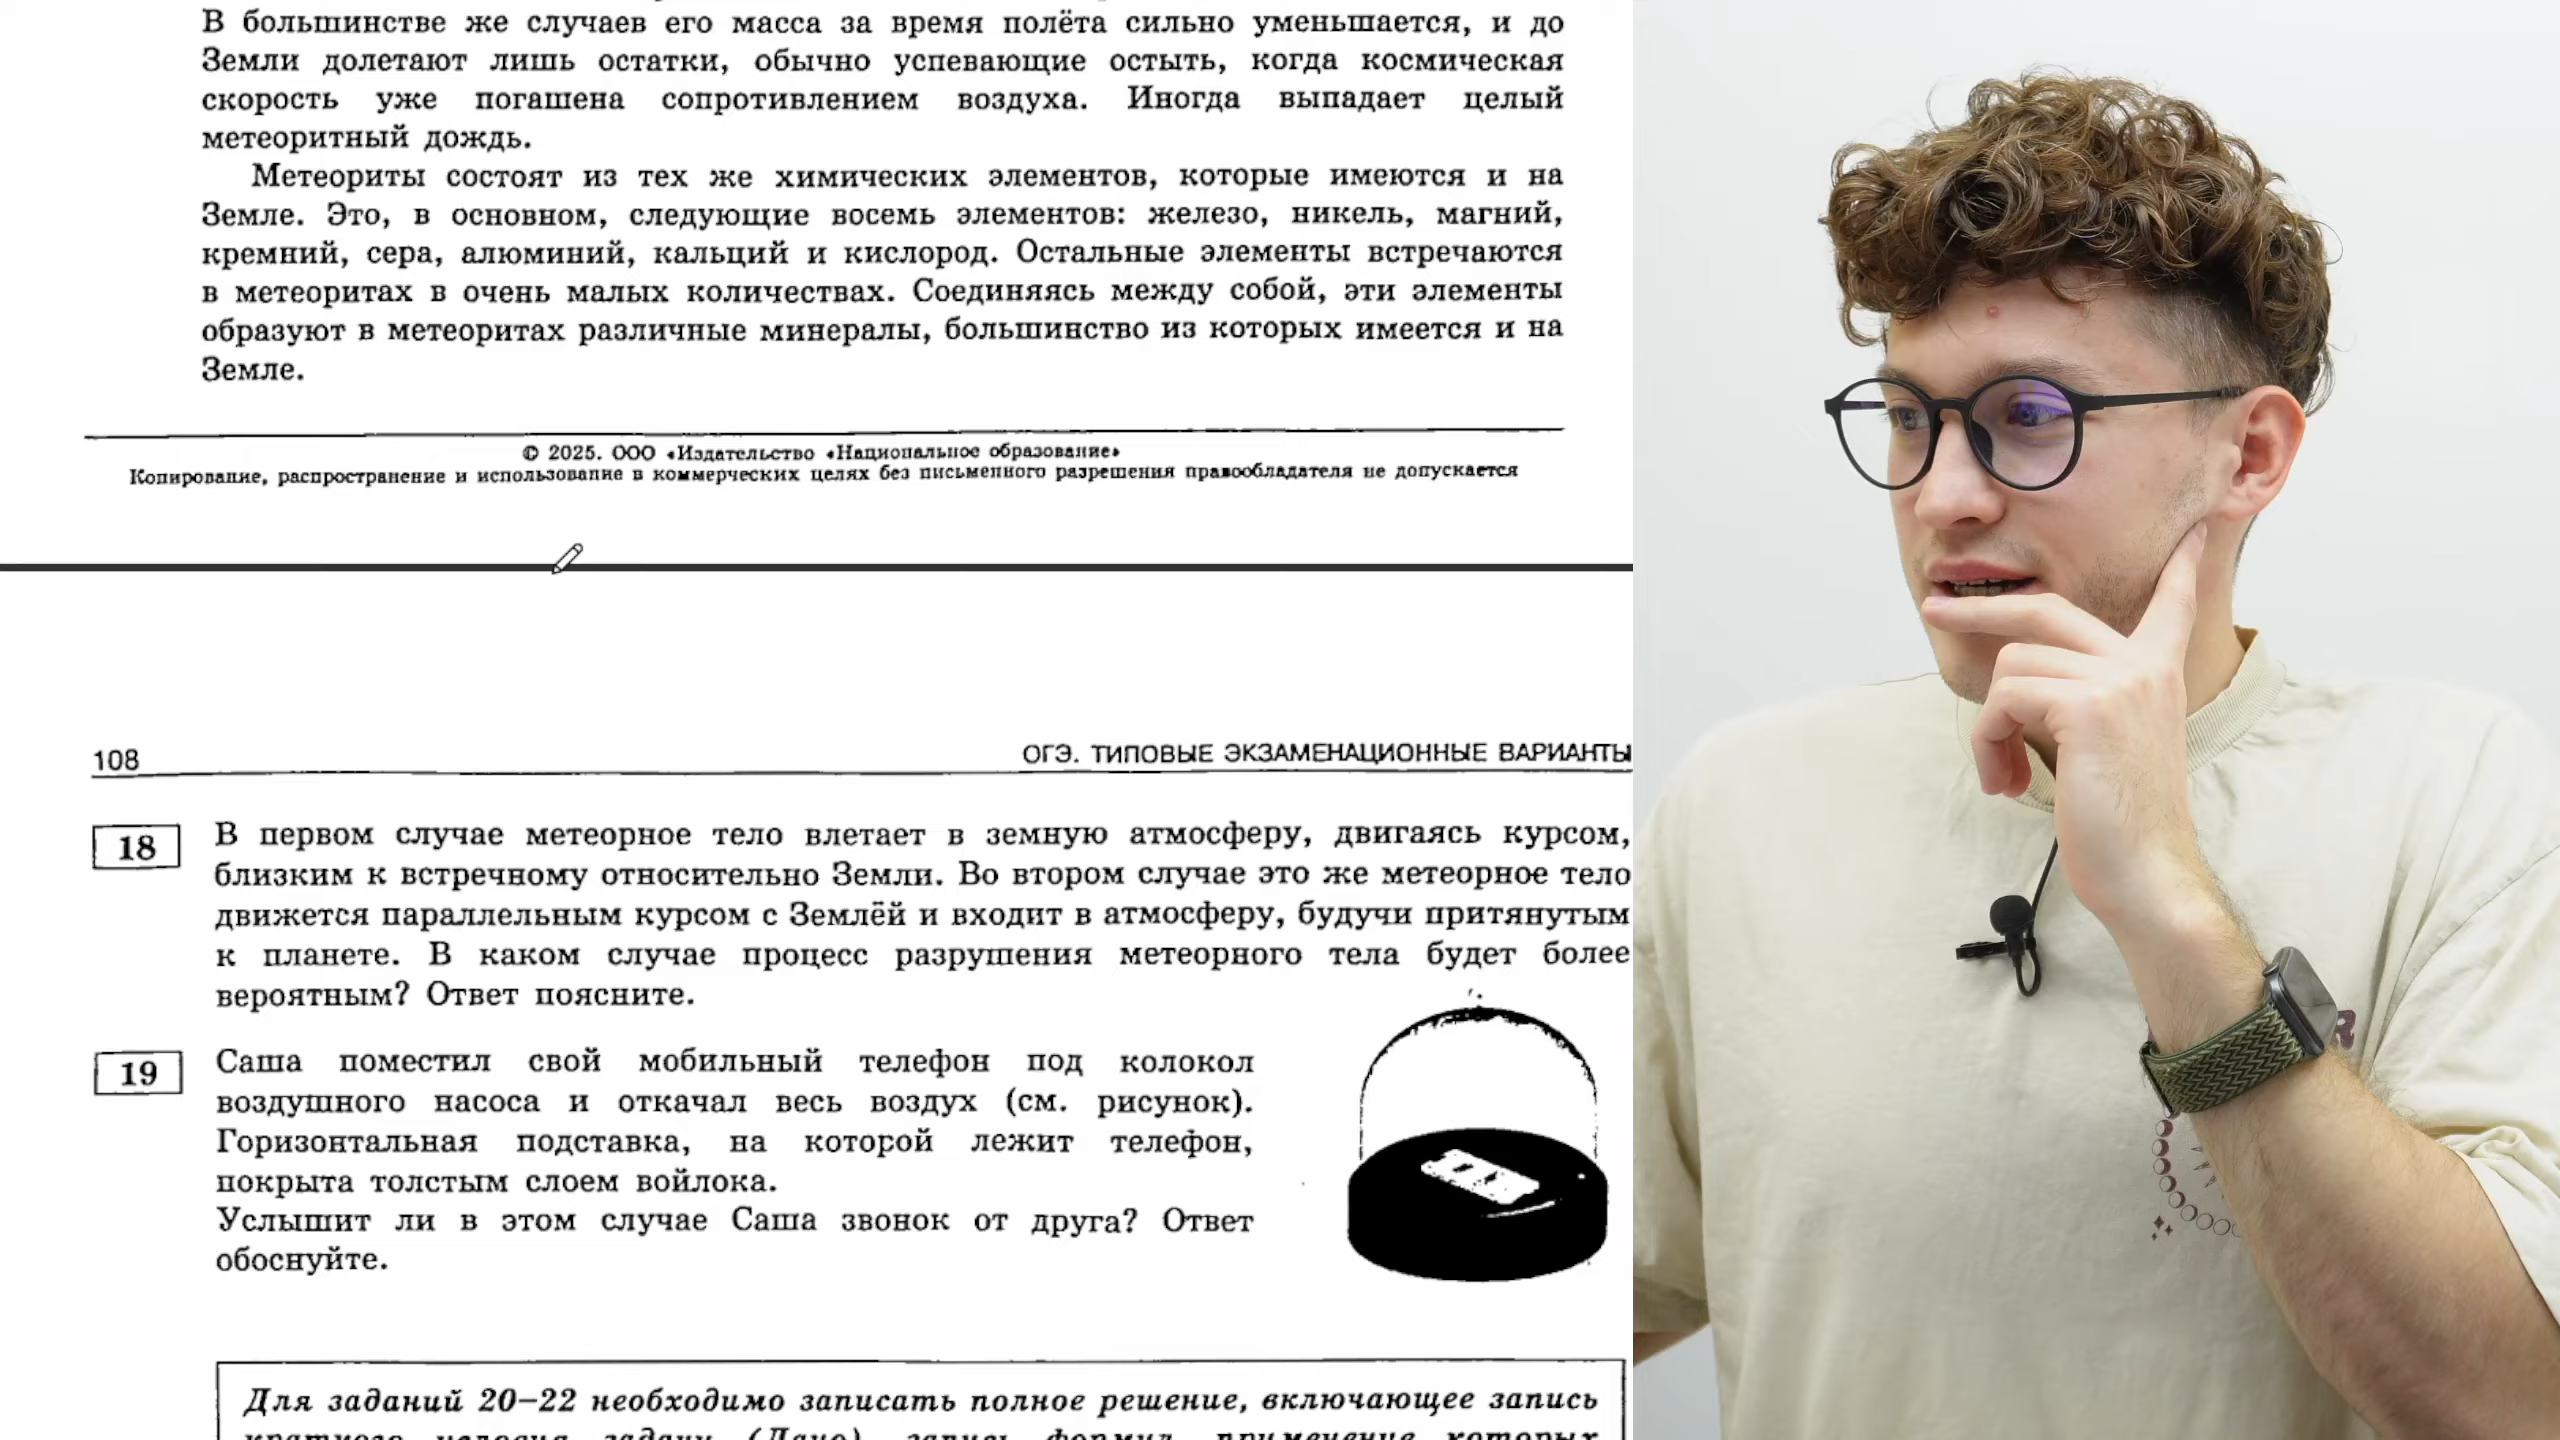 В большинстве же случаев его масса за время полёта сильно уменьшается, и до
Земли долетают лишь остатки, обычно успевающие остыть, когда космическая
скорость уже погашена сопротивлением воздуха. Иногда выпадает целый
метеоритный дождь.
Метеориты состоят из тех же химических элементов, которые имеются и на
Земле. Это, в основном, следующие восемь элементов: железо, никель, магний,
кремний, сера, алюминий, кальций и кислород. Остальные элементы встречаются
в метеоритах в очень малых количествах. Соединяясь между собой, эти элементы
образуют в метеоритах различные минералы, большинство из которых имеется и на
Земле.
© 2025. ООО «Издательство «Национальное образование»
Копирование, распространение и использование в коммерческих целях без письменного разрешения правообладателя не допускается
108
ОГЭ. ТИПОВЫЕ ЭКЗАМЕНАЦИОННЫЕ ВАРИАНТЫ
18
В первом случае метеорное тело влетает в земную атмосферу, двигаясь курсом,
близким к встречному относительно Земли. Во втором случае это же метеорное тело
движется параллельным курсом с Землёй и входит в атмосферу, будучи притянутым
к планете. В каком случае процесс разрушения метеорного тела будет более
вероятным? Ответ поясните.
19
Саша поместил свой мобильный телефон под колокол
воздушного насоса и откачал весь воздух (см. рисунок).
Горизонтальная подставка, на которой лежит телефон,
покрыта толстым слоем войлока.
Услышит ли в этом случае Саша звонок от друга? Ответ
обоснуйте.
Для заданий 20–22 необходимо записать полное решение, включающее запись
краткого условия задачи (Дано), запись формул, применение которых